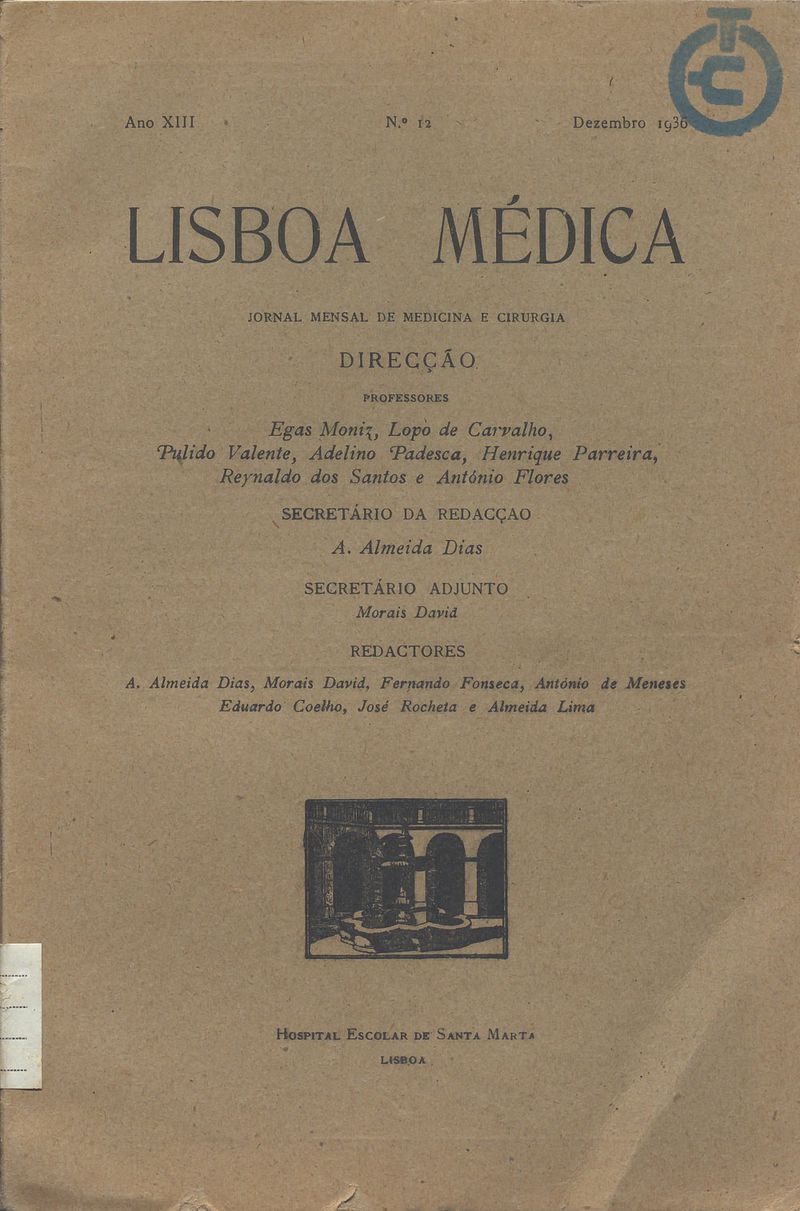 Ano XIII N.º 12 Dezembro 1936
LISBOA MÉDICA
JORNAL MENSAL DE MEDICINA E CIRURGIA
DIRECÇÃO
PROFESSORES
Egas Moniz, Lopo de Carvalho,
Pulido Valente, Adelino Padesca, Henrique Parreira,
Reynaldo dos Santos e António Flores
SECRETÁRIO DA REDACÇAO
A. Almeida Dias
SECRETÁRIO ADJUNTO
Morais David
REDACTORES
A. Almeida Dias, Morais David, Fernando Fonseca, António de Meneses
Eduardo Coelho, José Rocheta e Almeida Lima
HOSPITAL ESCOLAR DE SANTA MARTA
LISBOA